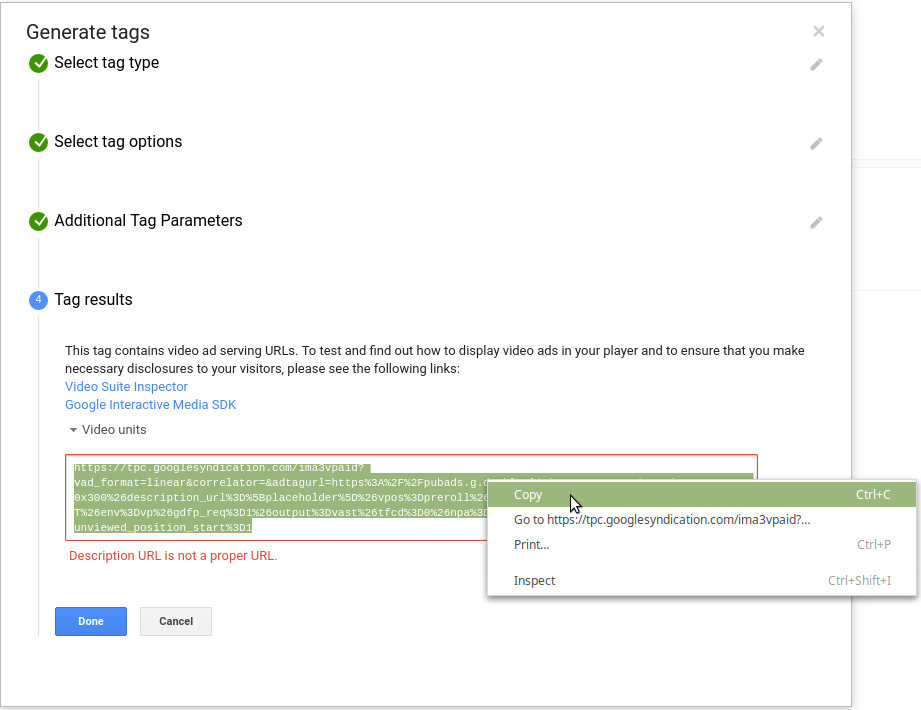 Generate tags
Select tag type
Select tag options
Additional Tag Parameters
4 Tag results
This tag contains video ad serving URLs. To test and find out how to display video ads in your player and to ensure that you make
necessary disclosures to your visitors, please see the following links:
Video Suite Inspector
Google Interactive Media SDK
Video units
https://tpc.googlesyndication.com/ima3vpaid?
vad_format=linear&correlator=&adtagurl=https%3A%2F%2Fpubads.g.
0x300%26description_url%3D%5Bplaceholder%5D%26vpos%3Dpreroll%26
T%26env%3Dvp%26gdfp_req%3D1%26output%3Dvast%26tfcd%3D0%26npa%3D
unviewed_position_start%3D1
Copy Ctrl+C
Go to https://tpc.googlesyndication.com/ima3vpaid?...
Print... Ctrl+P
Inspect Ctrl+Shift+I
Description URL is not a proper URL.
Done Cancel